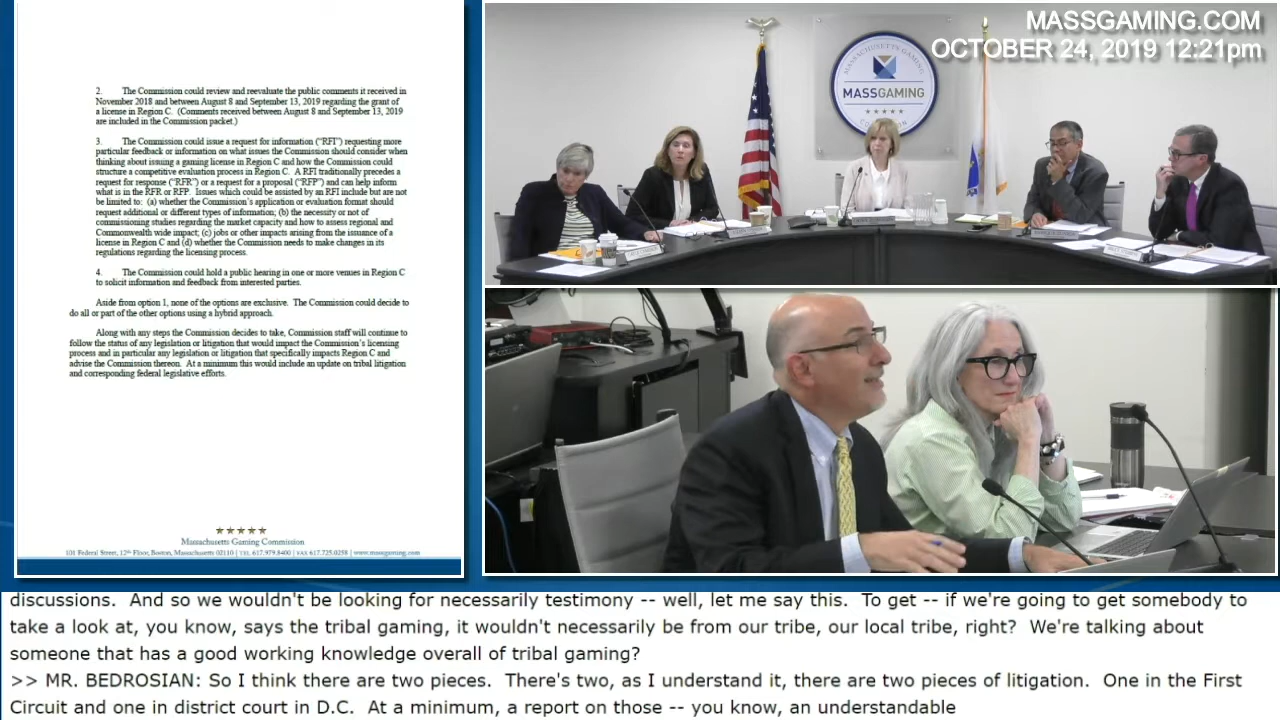 2. The Commission could review and reevaluate the public comments it received in
November 2018 and between August 8 and September 13, 2019 regarding the grant of
a license in Region C. (Comments received between August 8 and September 13, 2019
are included in the Commission packet.)
3. The Commission could issue a request for information ("RFI") requesting more
particular feedback or information on what issues the Commission should consider when
thinking about issuing a gaming license in Region C and how the Commission could
structure a competitive evaluation process in Region C. A RFI traditionally precedes a
request for response ("RFR") or a request for a proposal ("RFP") and can help inform
what is in the RFR or RFP. Issues which could be assisted by an RFI include but are not
be limited to: (a) whether the Commission's application or evaluation format should
request additional or different types of information; (b) the necessity or not of
commissioning studies regarding the market capacity and how to assess regional and
Commonwealth wide impact; (c) jobs or other impacts arising from the issuance of a
license in Region C and (d) whether the Commission needs to make changes in its
regulations regarding the licensing process.
4. The Commission could hold a public hearing in one or more venues in Region C
to solicit information and feedback from interested parties.
Aside from option 1, none of the options are exclusive. The Commission could decide to
do all or part of the other options using a hybrid approach.
Along with any steps the Commission decides to take, Commission staff will continue to
follow the status of any legislation or litigation that would impact the Commission's licensing
process and in particular any legislation or litigation that specifically impacts Region C and
advise the Commission thereon. At a minimum this would include an update on tribal litigation
and corresponding federal legislative efforts.
★★★★★
Massachusetts Gaming Commission
101 Federal Street, 12th Floor, Boston, Massachusetts 02110 | TEL 617.979.8400 | FAX 617.725.0258 | www.massgaming.com
MASSGAMING.COM
OCTOBER 24, 2019 12:21pm
MASSACHUSETTS GAMING
MASSGAMING
★★★★★
discussions. And so we wouldn't be looking for necessarily testimony -- well, let me say this. To get -- if we're going to get somebody to
take a look at, you know, says the tribal gaming, it wouldn't necessarily be from our tribe, our local tribe, right? We're talking about
someone that has a good working knowledge overall of tribal gaming?
>> MR. BEDROSIAN: So I think there are two pieces. There's two, as I understand it, there are two pieces of litigation. One in the First
Circuit and one in district court in D.C. At a minimum, a report on those -- you know, an understandable